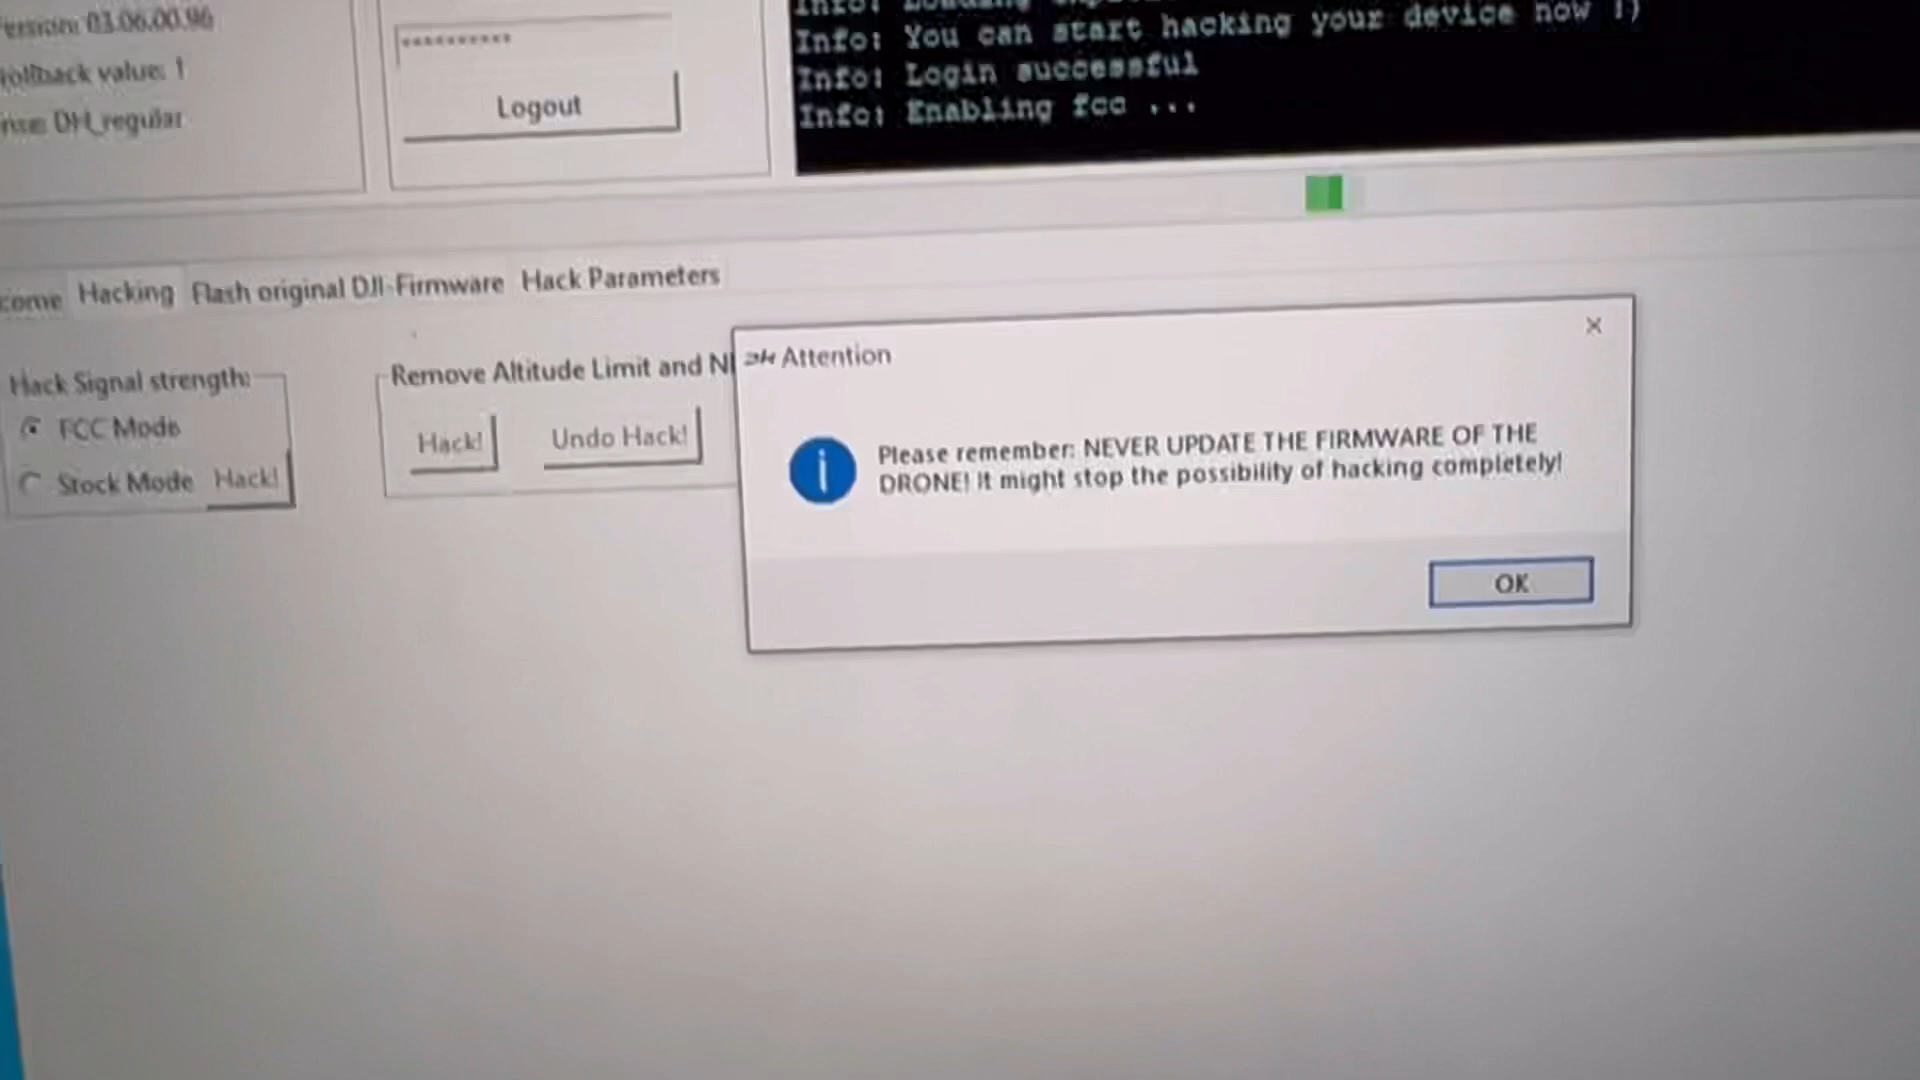 Version: 03.06.00.96
rollback value: 1
DH_regular
**********
Logout
Info: You can start hacking your device now !)
Info: Login successful
Info: Enabling fcc ...
come Hacking Flash original DJI-Firmware Hack Parameters
Hack Signal strength:
FCC Mode
Stock Mode Hack!
Remove Altitude Limit and
Hack! Undo Hack!
Attention
Please remember: NEVER UPDATE THE FIRMWARE OF THE
DRONE! It might stop the possibility of hacking completely!
OK